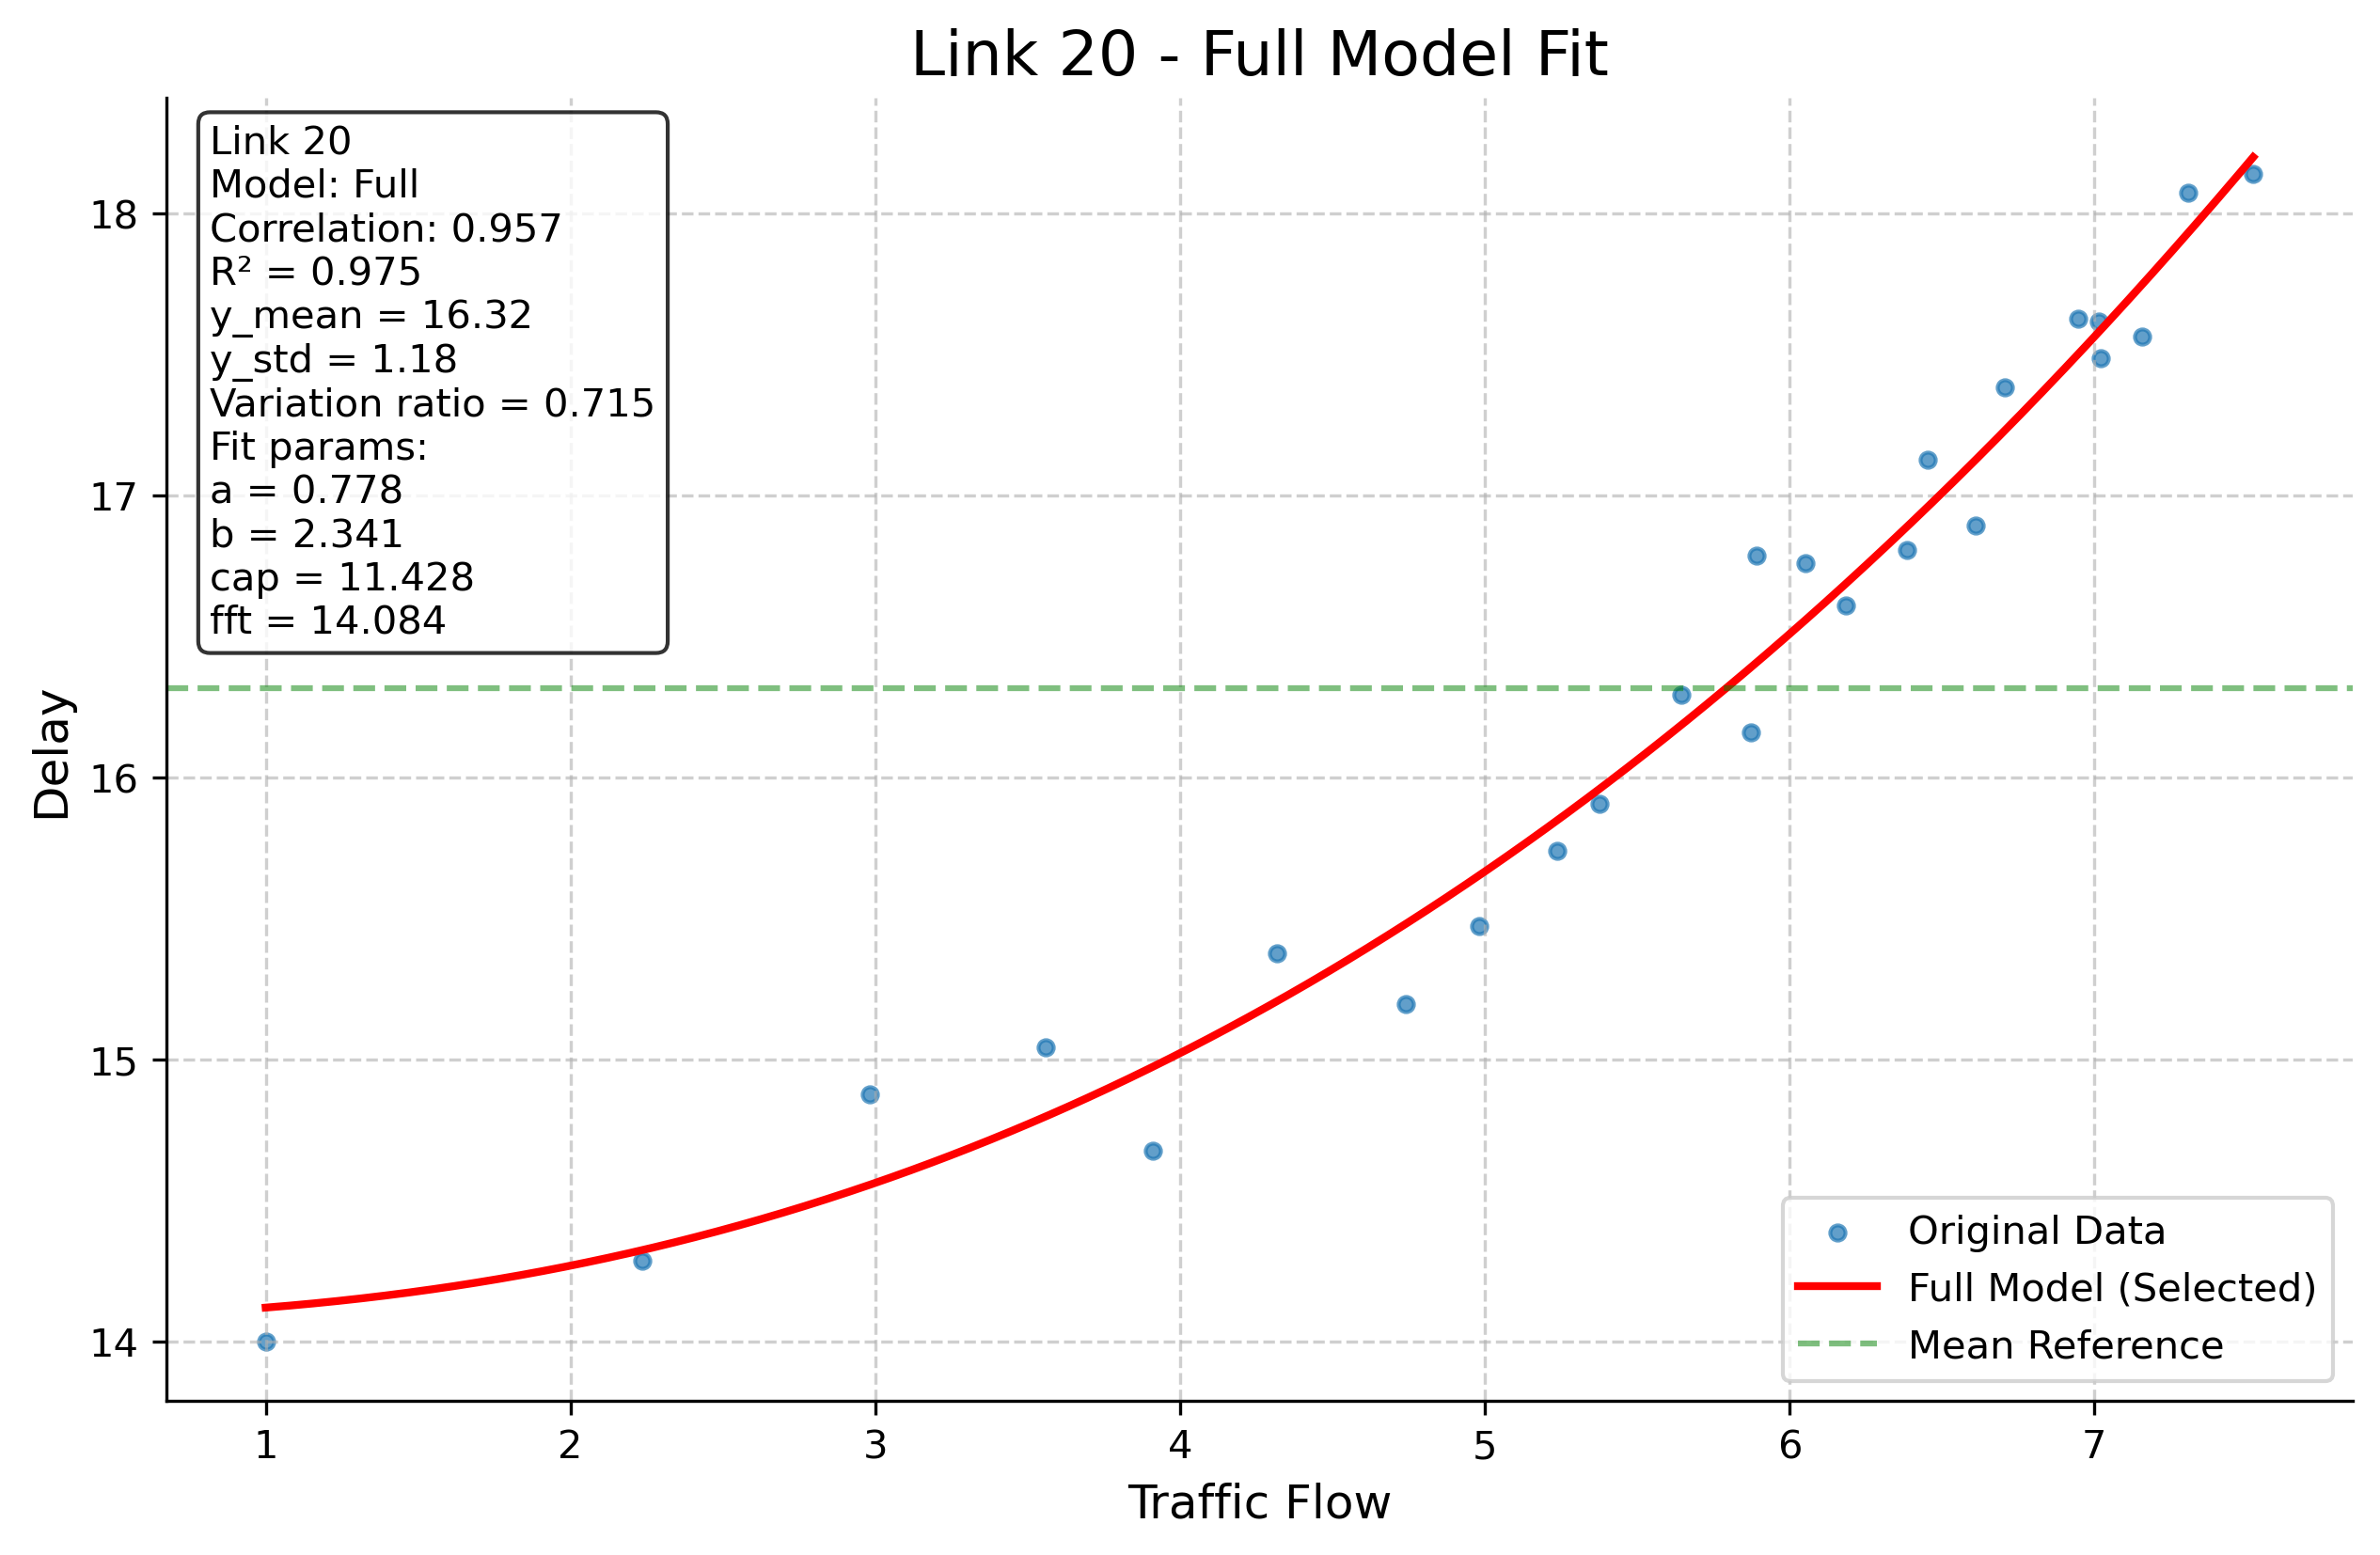 Link 20 - Full Model Fit
Link 20
Model: Full
Correlation: 0.957
R² = 0.975
y_mean = 16.32
y_std = 1.18
Variation ratio = 0.715
Fit params:
a = 0.778
b = 2.341
cap = 11.428
fft = 14.084
18
17
16
15
14
Delay
Original Data
Full Model (Selected)
Mean Reference
1 2 3 4 5 6 7
Traffic Flow